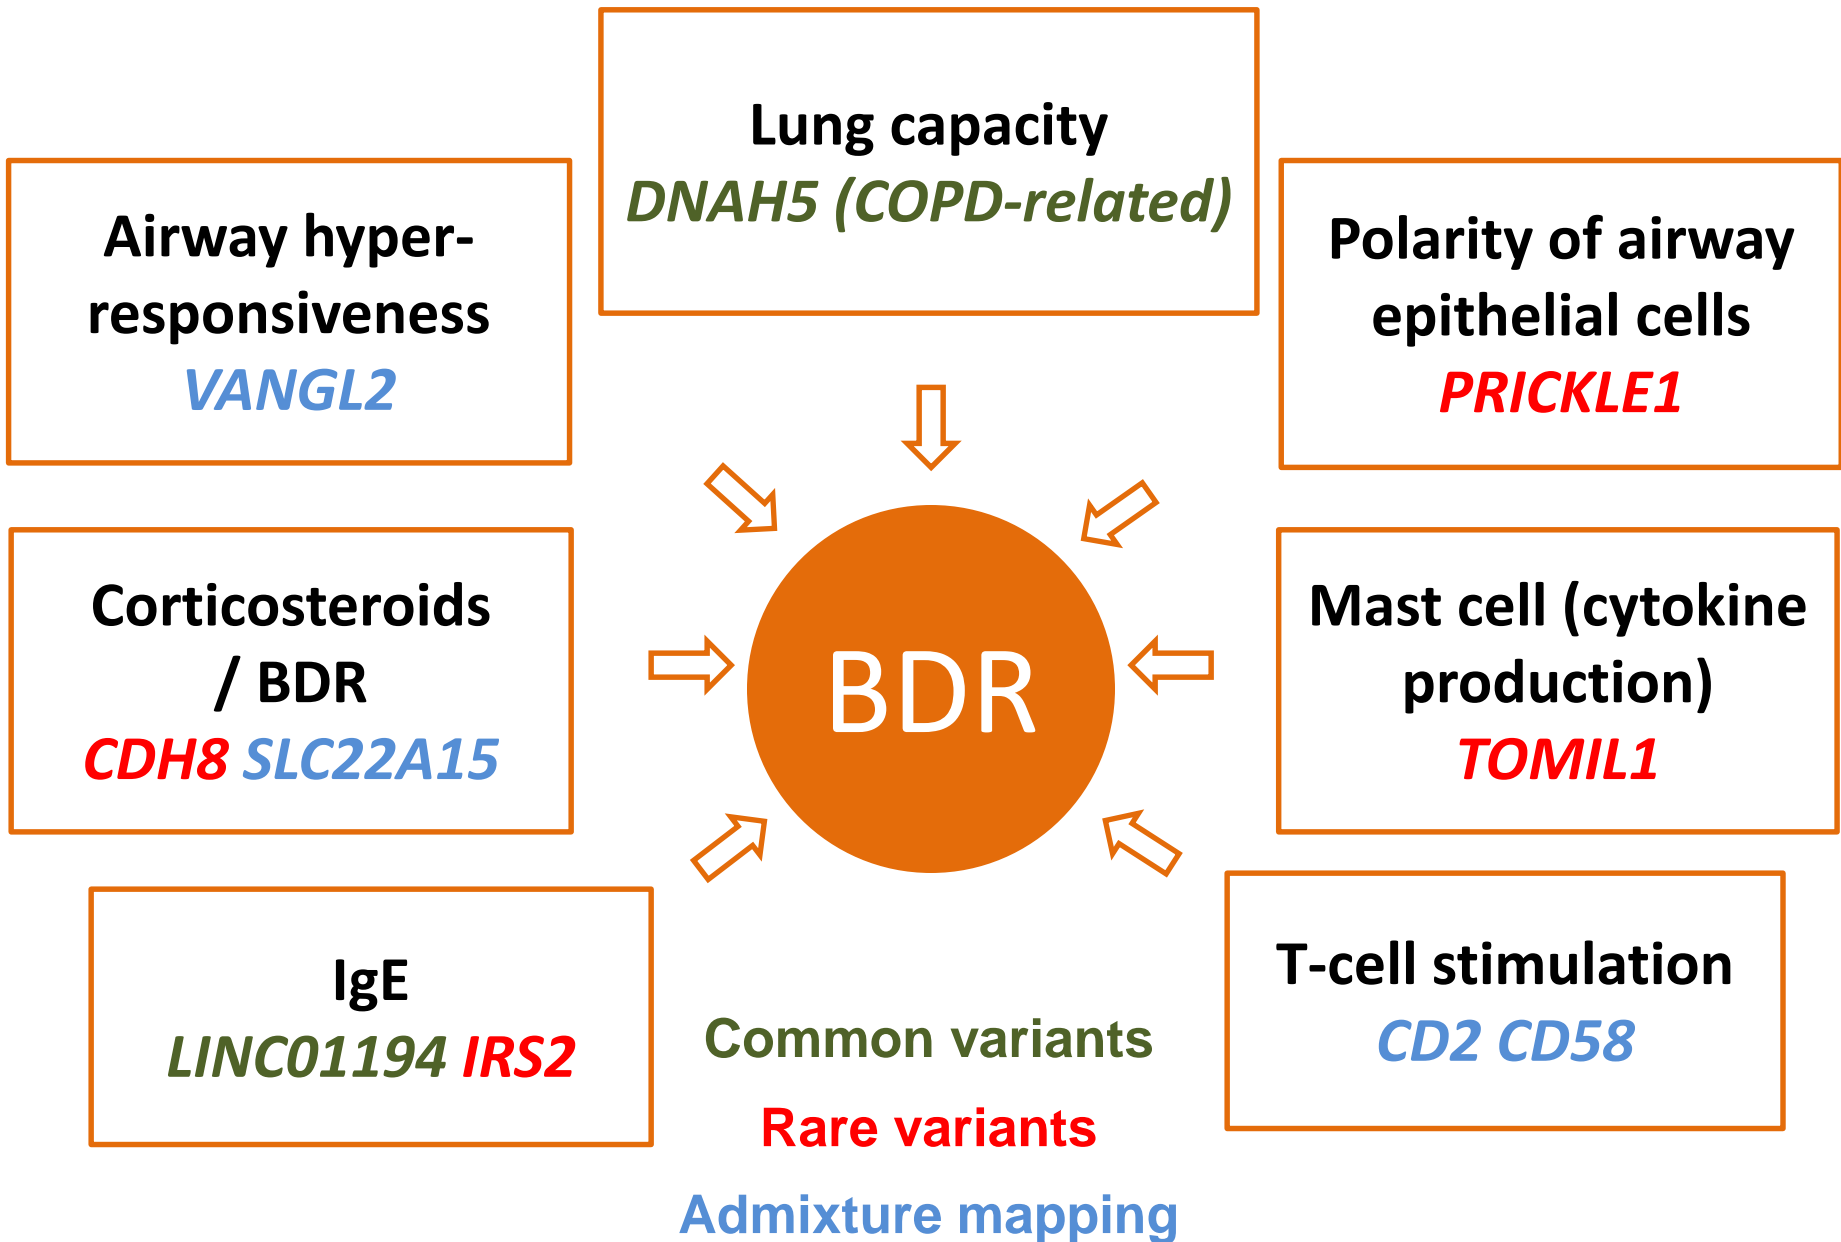 Lung capacity
DNAH5 (COPD-related)
Airway hyper-
responsiveness
VANGL2
Polarity of airway
epithelial cells
PRICKLE1
Corticosteroids
/ BDR
CDH8 SLC22A15
BDR
Mast cell (cytokine
production)
TOMIL1
IgE
LINC01194 IRS2
T-cell stimulation
CD2 CD58
Common variants
Rare variants
Admixture mapping